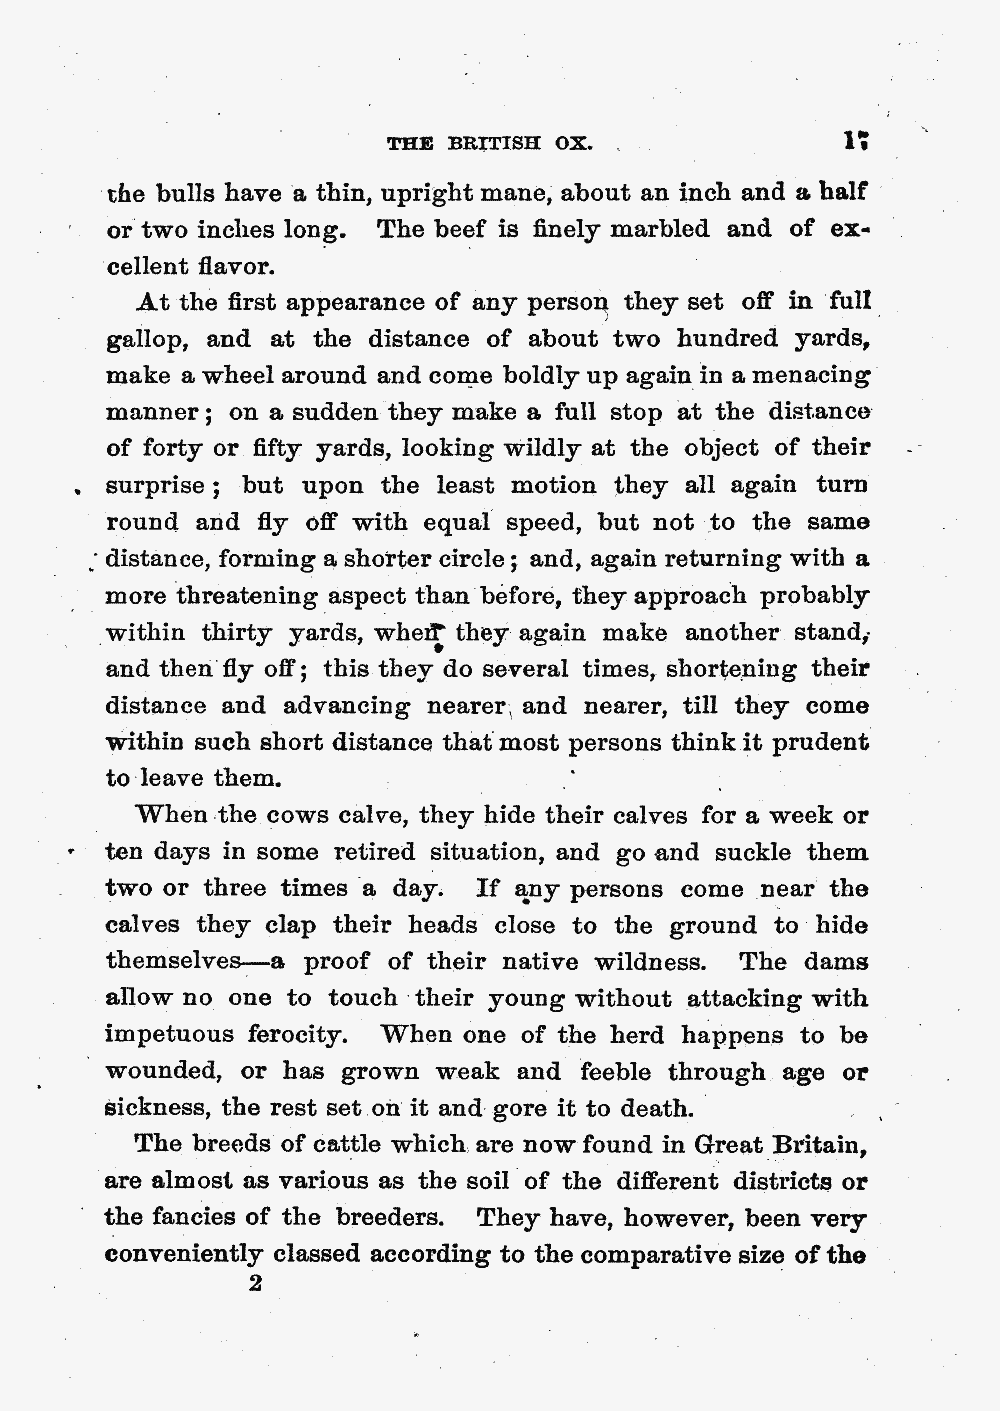 THE BRITISH OX. 17
the bulls have a thin, upright mane, about an inch and a half
or two inches long. The beef is finely marbled and of ex-
cellent flavor.
At the first appearance of any person they set off in full
gallop, and at the distance of about two hundred yards,
make a wheel around and come boldly up again in a menacing
manner; on a sudden they make a full stop at the distance
of forty or fifty yards, looking wildly at the object of their
surprise; but upon the least motion they all again turn
round and fly off with equal speed, but not to the same
distance, forming a shorter circle; and, again returning with a
more threatening aspect than before, they approach probably
within thirty yards, when they again make another stand,
and then fly off; this they do several times, shortening their
distance and advancing nearer and nearer, till they come
within such short distance that most persons think it prudent
to leave them.
When the cows calve, they hide their calves for a week or
ten days in some retired situation, and go and suckle them
two or three times a day. If any persons come near the
calves they clap their heads close to the ground to hide
themselves—a proof of their native wildness. The dams
allow no one to touch their young without attacking with
impetuous ferocity. When one of the herd happens to be
wounded, or has grown weak and feeble through age or
sickness, the rest set on it and gore it to death.
The breeds of cattle which are now found in Great Britain,
are almost as various as the soil of the different districts or
the fancies of the breeders. They have, however, been very
conveniently classed according to the comparative size of the
2